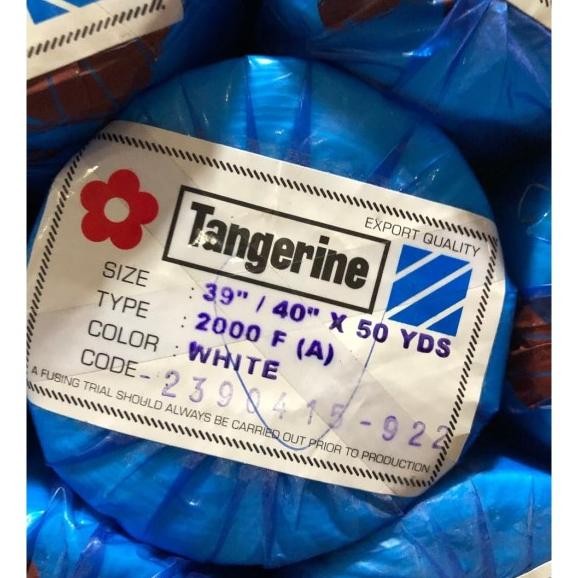 Tangerine
EXPORT QUALITY
SIZE : 39" / 40" X 50 YDS
TYPE : 2000 F (A)
COLOR : WHITE
CODE - 2390415-922
A FUSING TRIAL SHOULD ALWAYS BE CARRIED OUT PRIOR TO PRODUCTION